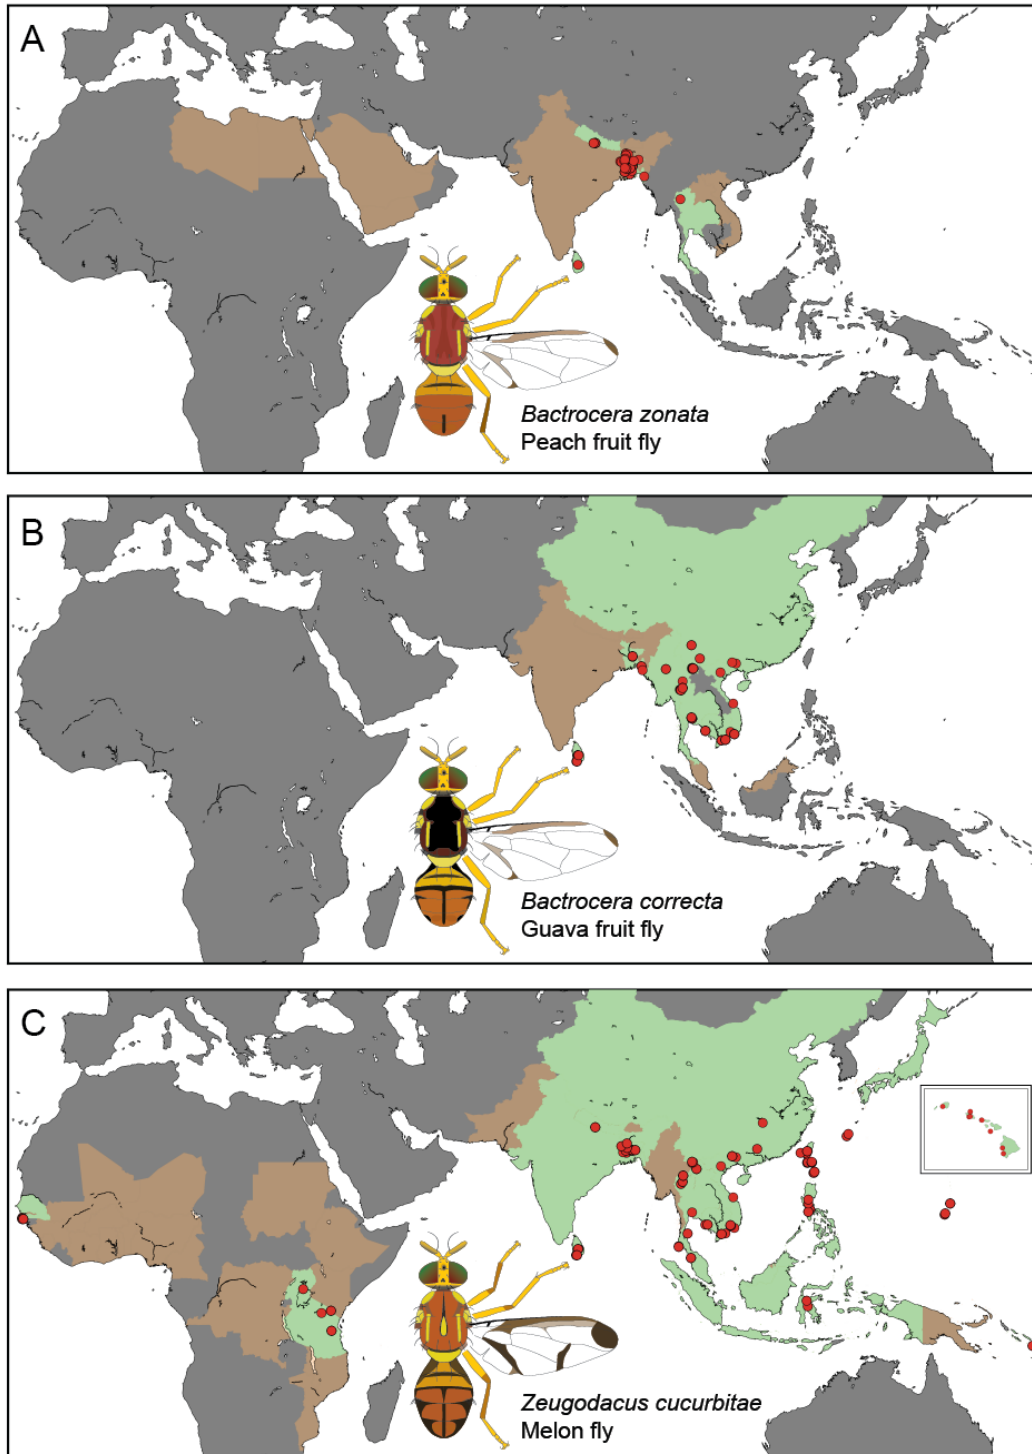 A
Bactrocera zonata
Peach fruit fly
B
Bactrocera correcta
Guava fruit fly
C
Zeugodacus cucurbitae
Melon fly